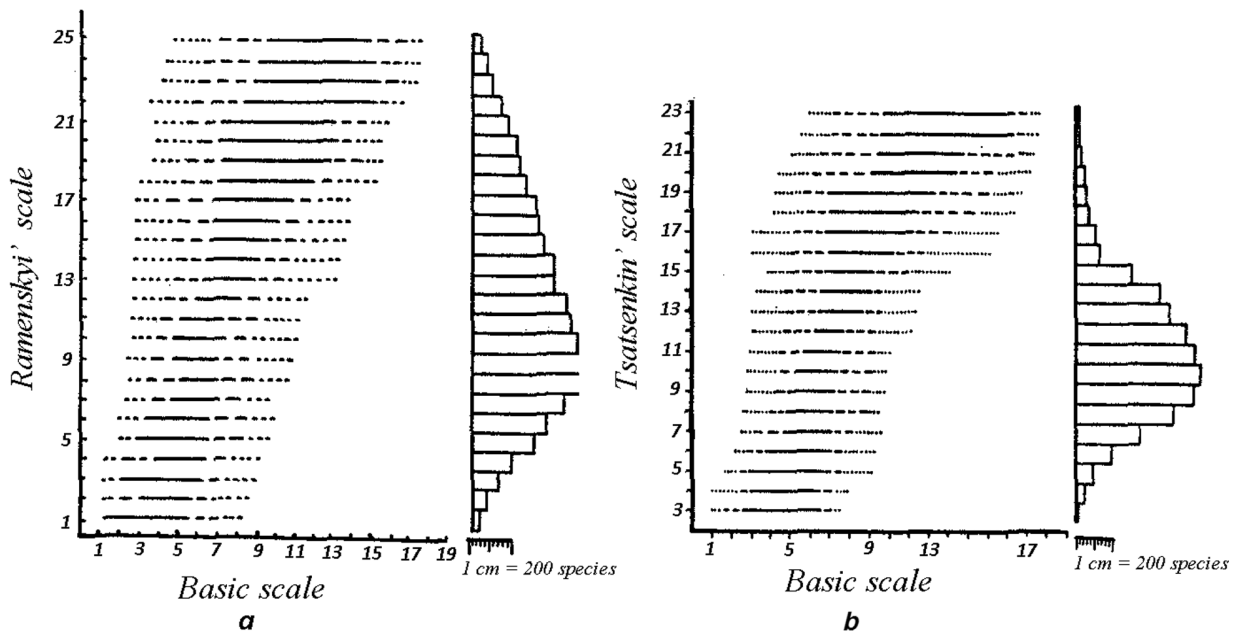 25
21
17
13
9
5
1
Ramenskyi' scale
1 3 5 7 9 11 13 15 17 19
Basic scale
a
1 cm = 200 species
23
21
19
17
15
13
11
9
7
5
3
Tsatsenkin' scale
1 5 9 13 17
Basic scale
b
1 cm = 200 species